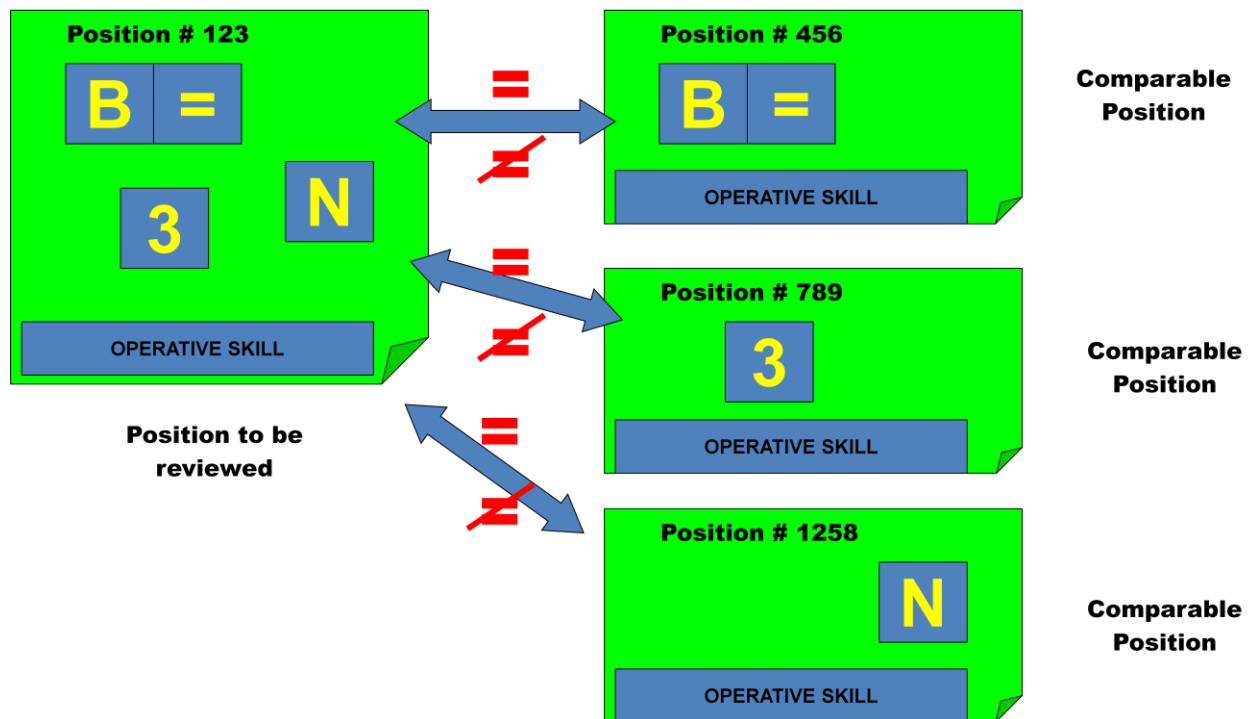 Position # 123
B =
3
N
OPERATIVE SKILL
Position to be
reviewed
=
≠
=
≠
=
≠
Position # 456
B =
OPERATIVE SKILL
Comparable
Position
Position # 789
3
OPERATIVE SKILL
Comparable
Position
Position # 1258
N
OPERATIVE SKILL
Comparable
Position